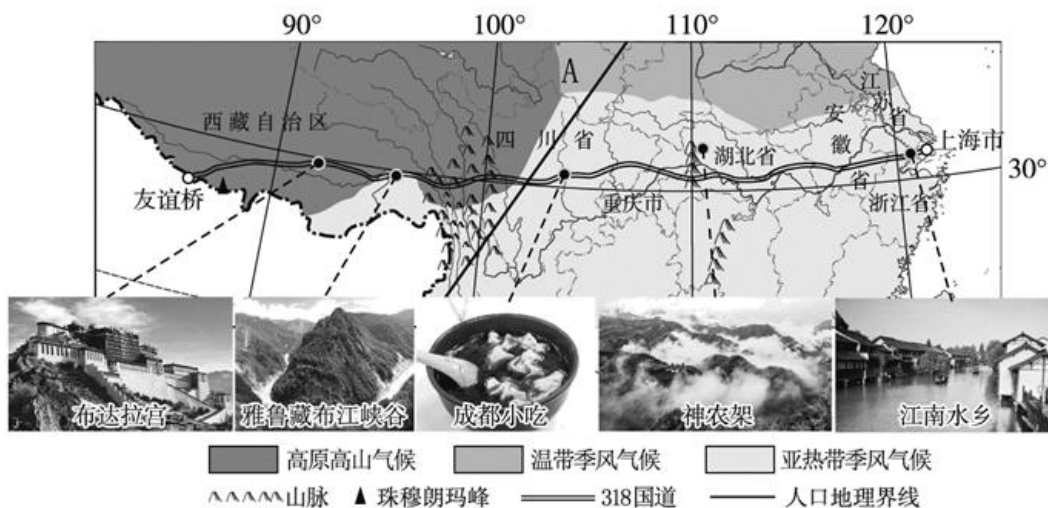 90° 100° 110° 120°
A
江苏省
安徽省
西藏自治区 四川省 湖北省 上海市
30°
友谊桥 重庆市 浙江省
布达拉宫 雅鲁藏布江峡谷 成都小吃 神农架 江南水乡
高原高山气候 温带季风气候 亚热带季风气候
山脉 珠穆朗玛峰 318国道 人口地理界线